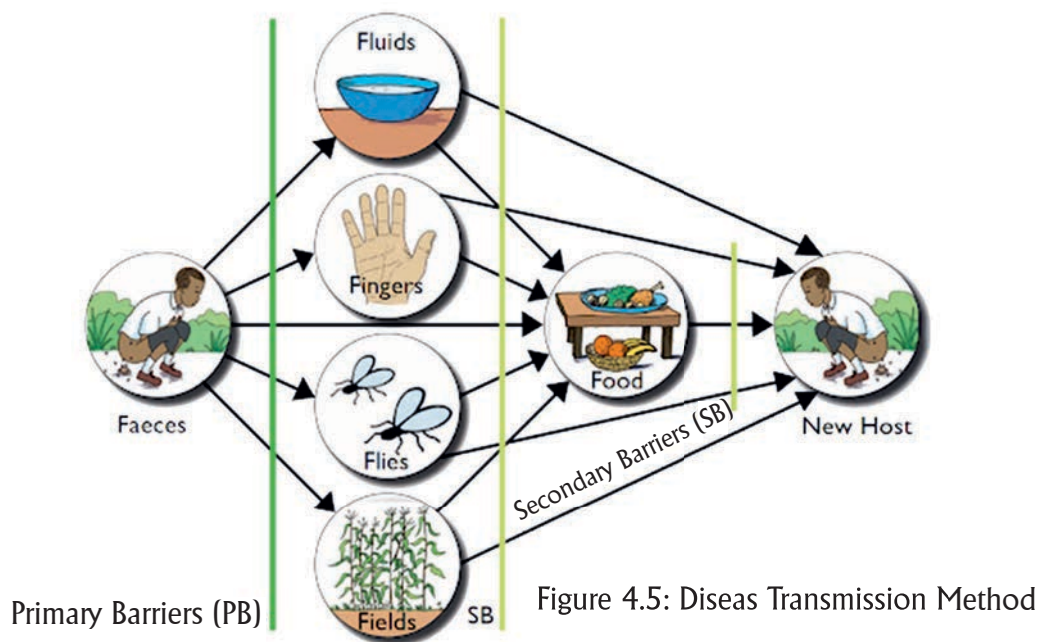 Fluids
Fingers
Faeces
Flies
Fields
Food
New Host
Secondary Barriers (SB)
Primary Barriers (PB)
SB
Figure 4.5: Diseas Transmission Method